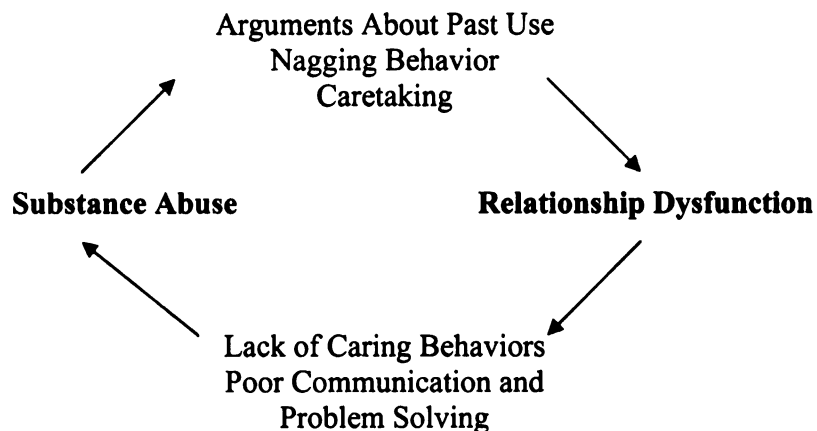 Arguments About Past Use
Nagging Behavior
Caretaking
Substance Abuse
Relationship Dysfunction
Lack of Caring Behaviors
Poor Communication and
Problem Solving